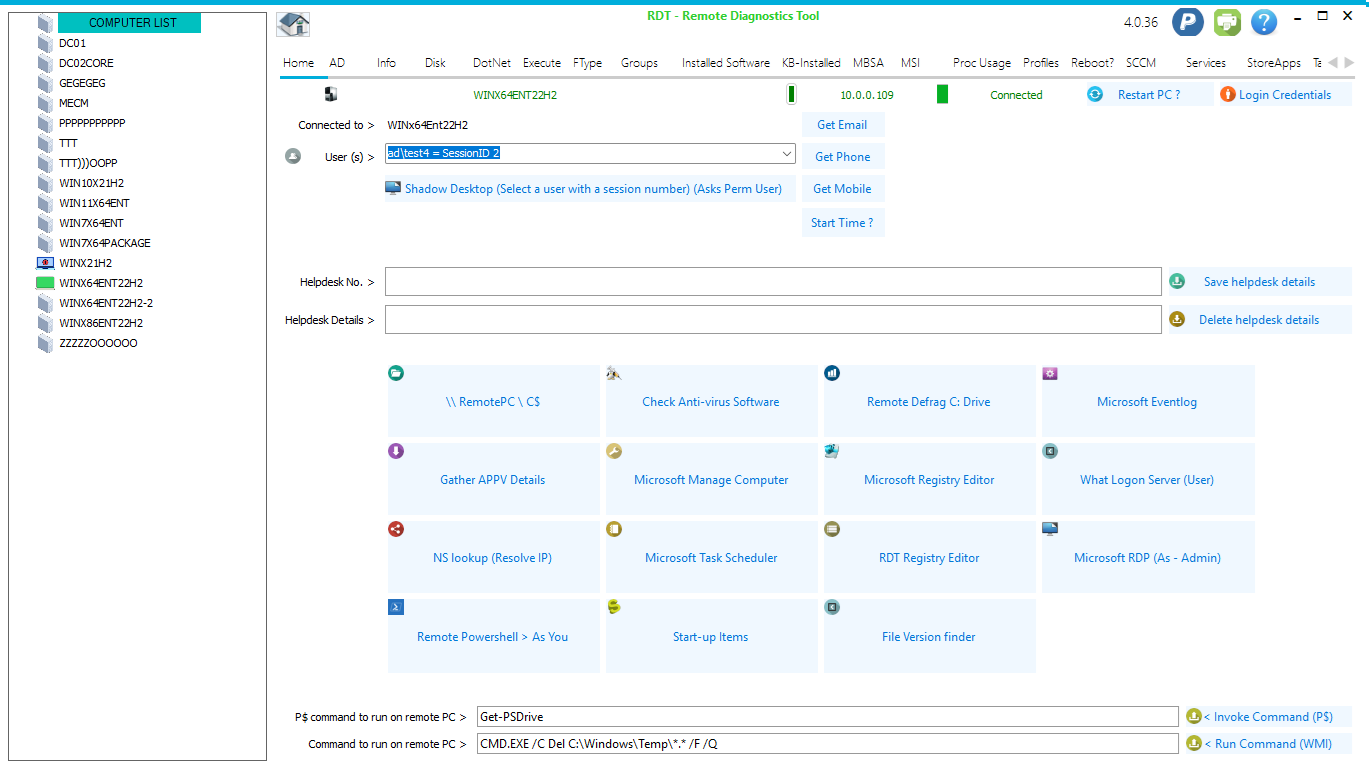 COMPUTER LIST
DC01
DC02CORE
GEGEGEG
MECM
PPPPPPPPPPP
TTT
TTT)))OOPP
WIN10X21H2
WIN11X64ENT
WIN7X64ENT
WIN7X64PACKAGE
WINX21H2
WINX64ENT22H2
WINX64ENT22H2-2
WINX86ENT22H2
ZZZZZOOOOOO
RDT - Remote Diagnostics Tool
4.0.36
Home AD Info Disk DotNet Execute FType Groups Installed Software KB-Installed MBSA MSI Proc Usage Profiles Reboot? SCCM Services StoreApps
WINX64ENT22H2 10.0.0.109 Connected Restart PC ? Login Credentials
Connected to > WINx64Ent22H2 Get Email
User (s) > ad\test4 = SessionID 2 Get Phone
Shadow Desktop (Select a user with a session number) (Asks Perm User) Get Mobile
Start Time ?
Helpdesk No. > Save helpdesk details
Helpdesk Details > Delete helpdesk details
\\ RemotePC \ C$ Check Anti-virus Software Remote Defrag C: Drive Microsoft Eventlog
Gather APPV Details Microsoft Manage Computer Microsoft Registry Editor What Logon Server (User)
NS lookup (Resolve IP) Microsoft Task Scheduler RDT Registry Editor Microsoft RDP (As - Admin)
Remote Powershell > As You Start-up Items File Version finder
P$ command to run on remote PC > Get-PSDrive < Invoke Command (P$)
Command to run on remote PC > CMD.EXE /C Del C:\Windows\Temp\*.* /F /Q < Run Command (WMI)